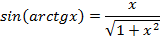 sin(arctgx) = x / √(1 + x²)